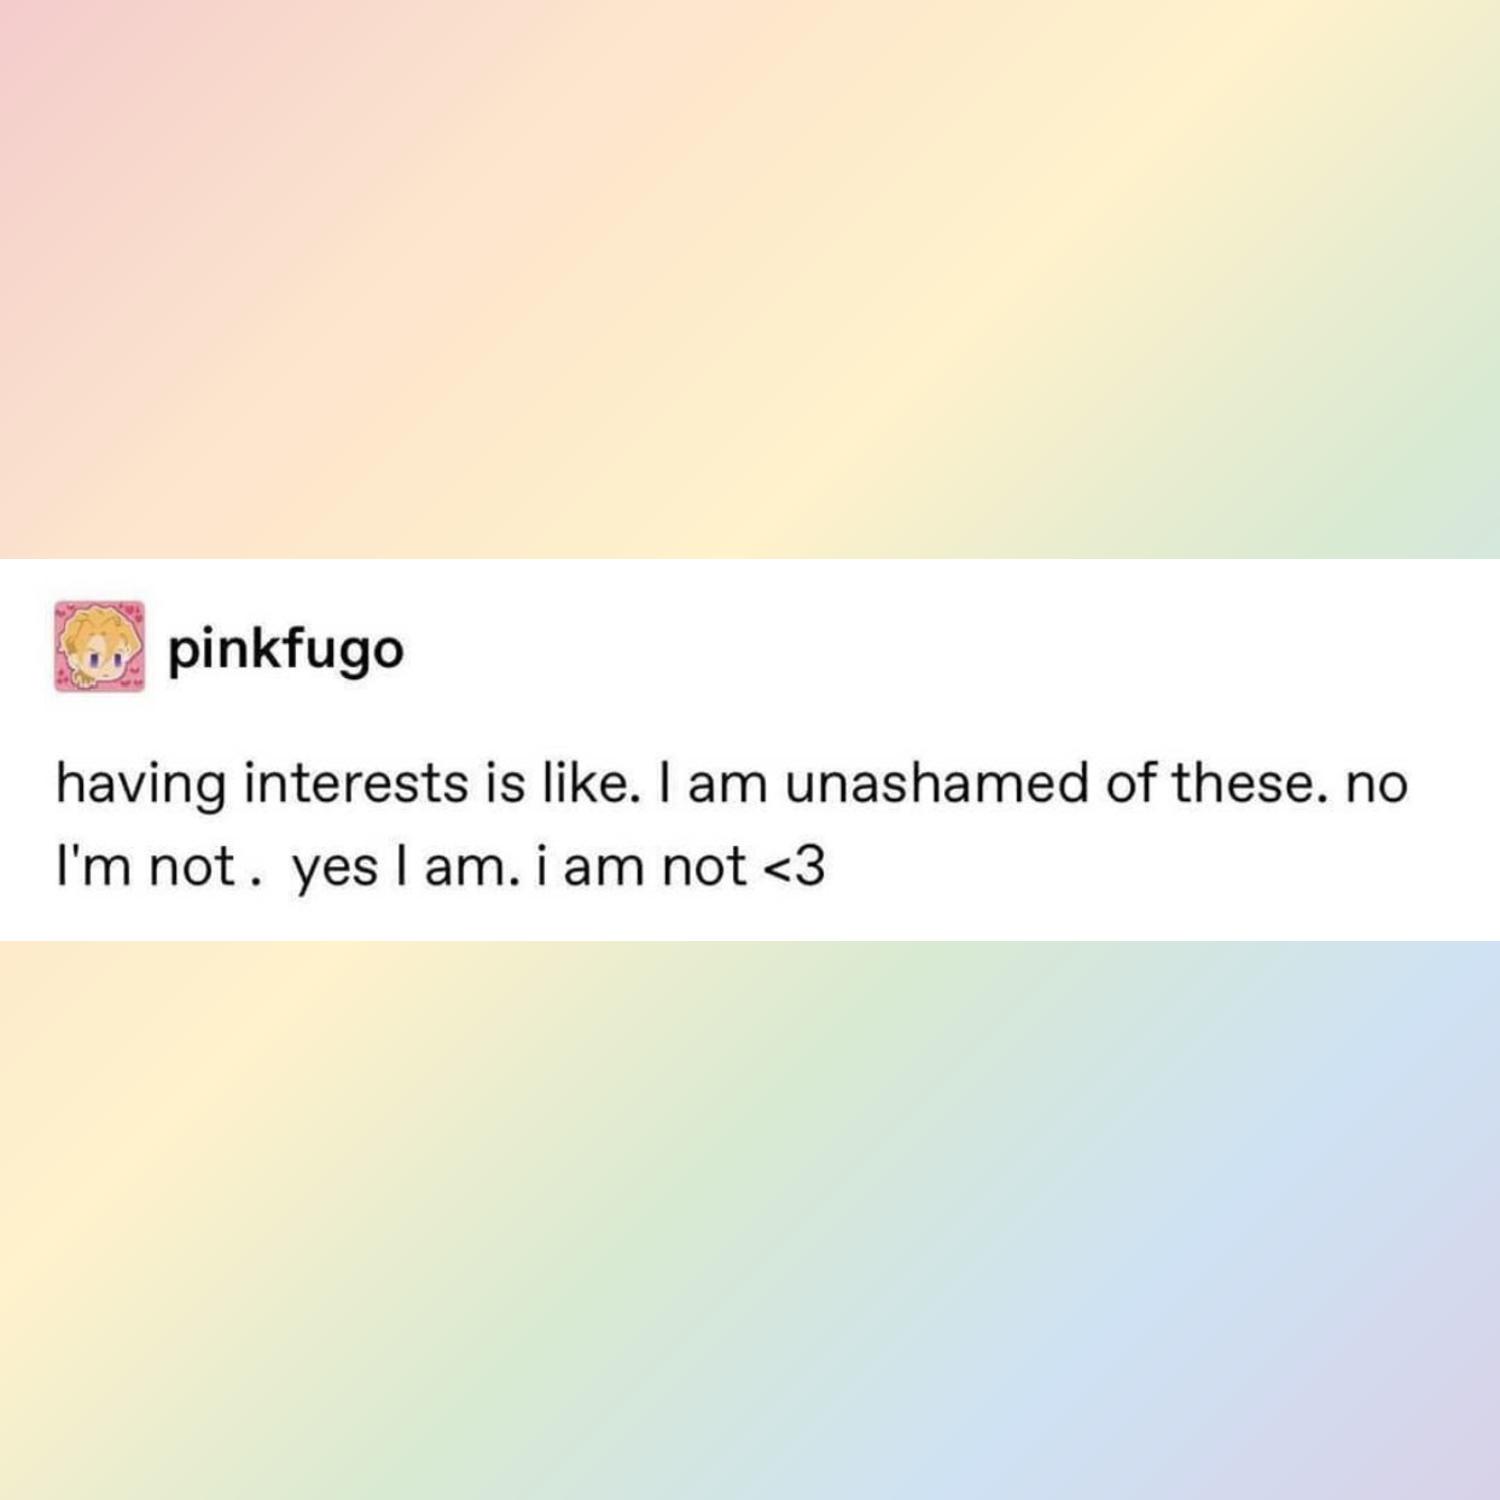 pinkfugo
having interests is like. I am unashamed of these. no
I'm not .  yes I am. i am not <3